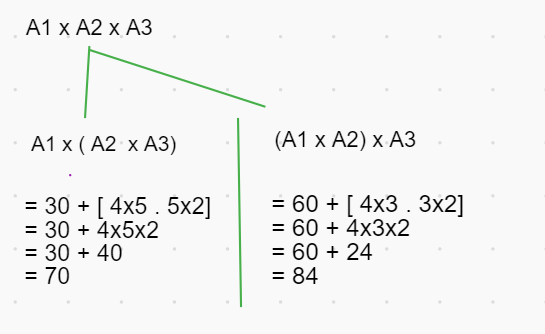 A1 x A2 x A3
A1 x ( A2 x A3)
= 30 + [ 4x5 . 5x2]
= 30 + 4x5x2
= 30 + 40
= 70
(A1 x A2) x A3
= 60 + [ 4x3 . 3x2]
= 60 + 4x3x2
= 60 + 24
= 84